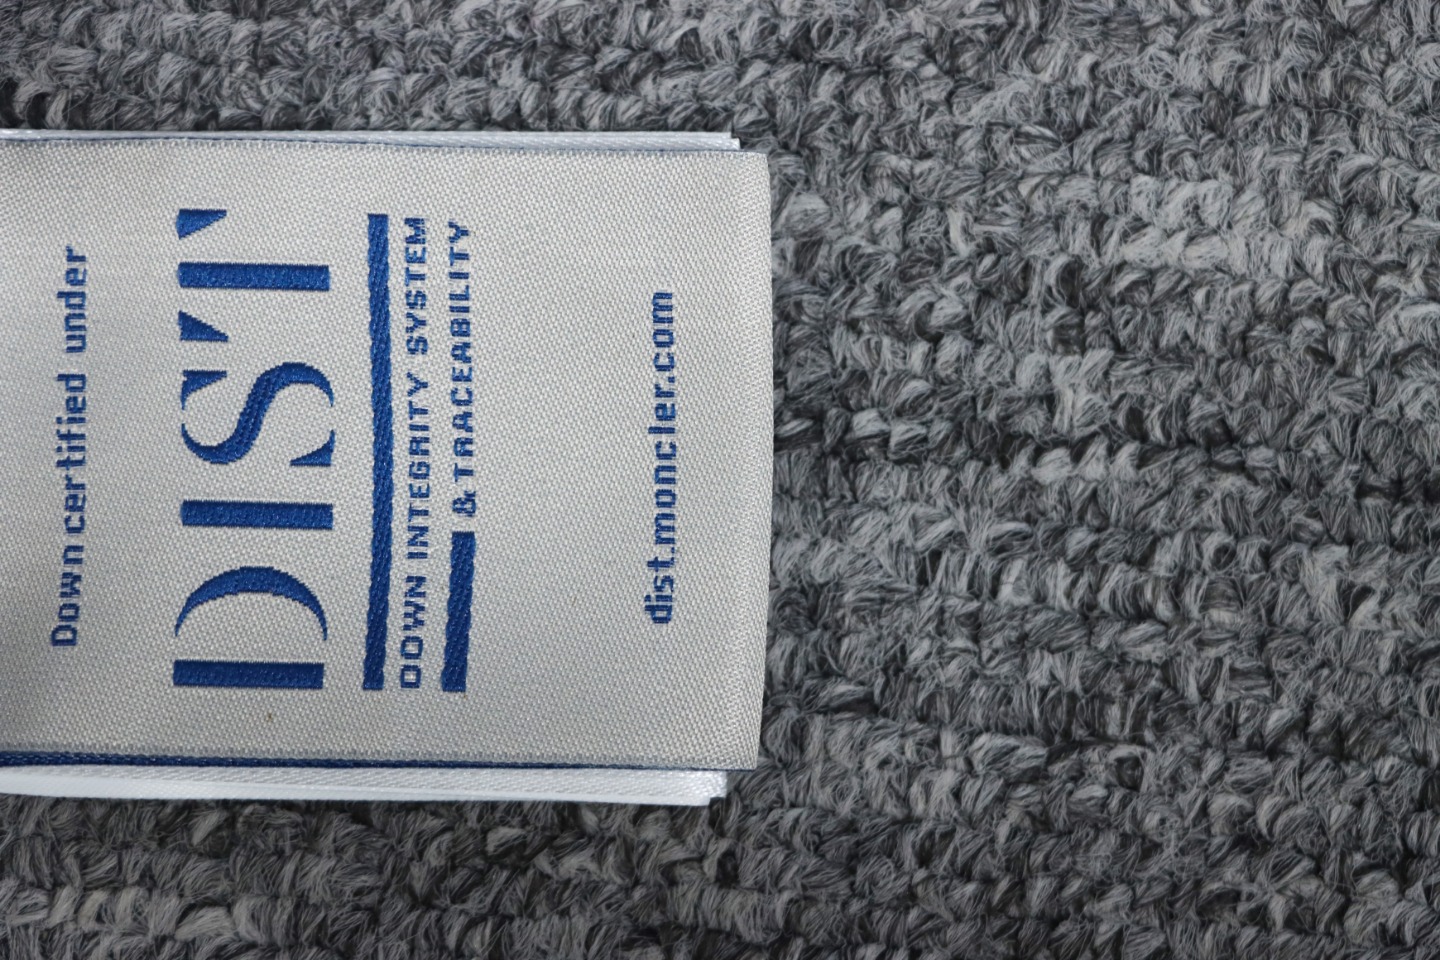 Down certified under
DIST
DOWN INTEGRITY SYSTEM
& TRACEABILITY
dist.moncler.com